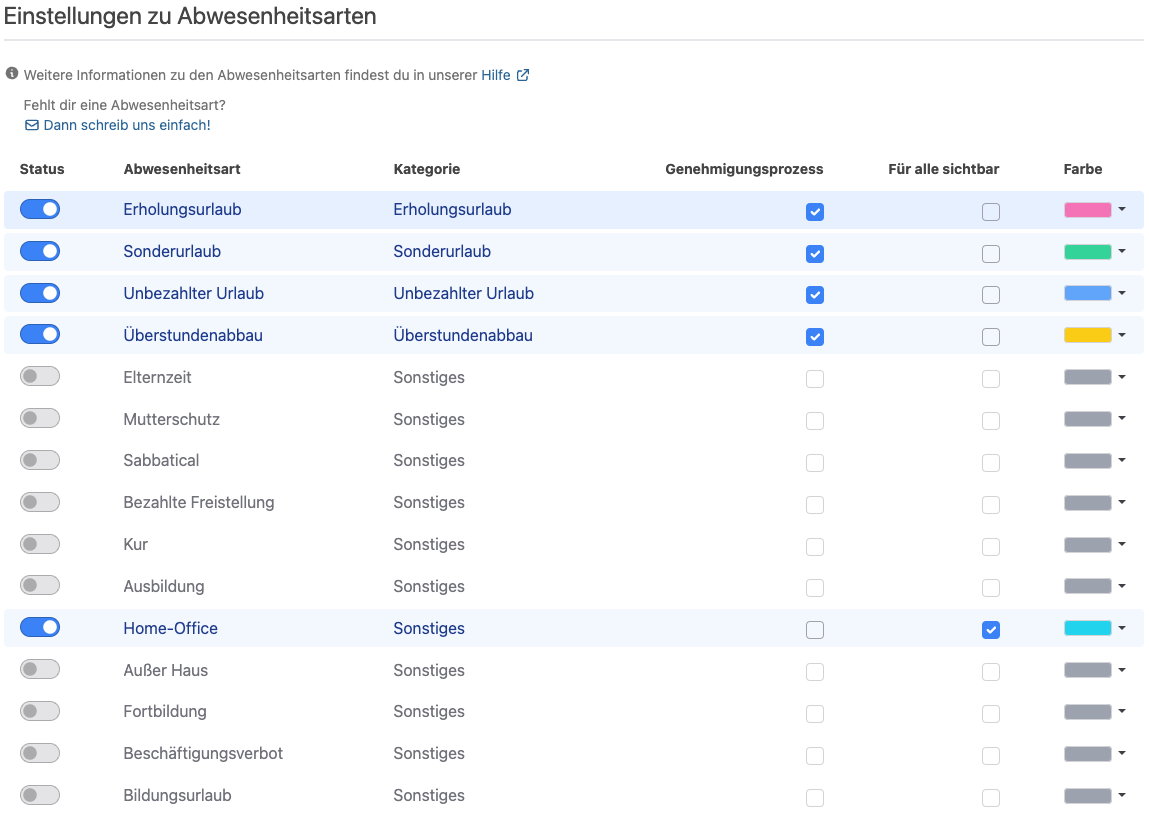 Einstellungen zu Abwesenheitsarten
Weitere Informationen zu den Abwesenheitsarten findest du in unserer Hilfe
Fehlt dir eine Abwesenheitsart?
Dann schreib uns einfach!
Status Abwesenheitsart Kategorie Genehmigungsprozess Für alle sichtbar Farbe
Erholungsurlaub Erholungsurlaub
Sonderurlaub Sonderurlaub
Unbezahlter Urlaub Unbezahlter Urlaub
Überstundenabbau Überstundenabbau
Elternzeit Sonstiges
Mutterschutz Sonstiges
Sabbatical Sonstiges
Bezahlte Freistellung Sonstiges
Kur Sonstiges
Ausbildung Sonstiges
Home-Office Sonstiges
Außer Haus Sonstiges
Fortbildung Sonstiges
Beschäftigungsverbot Sonstiges
Bildungsurlaub Sonstiges